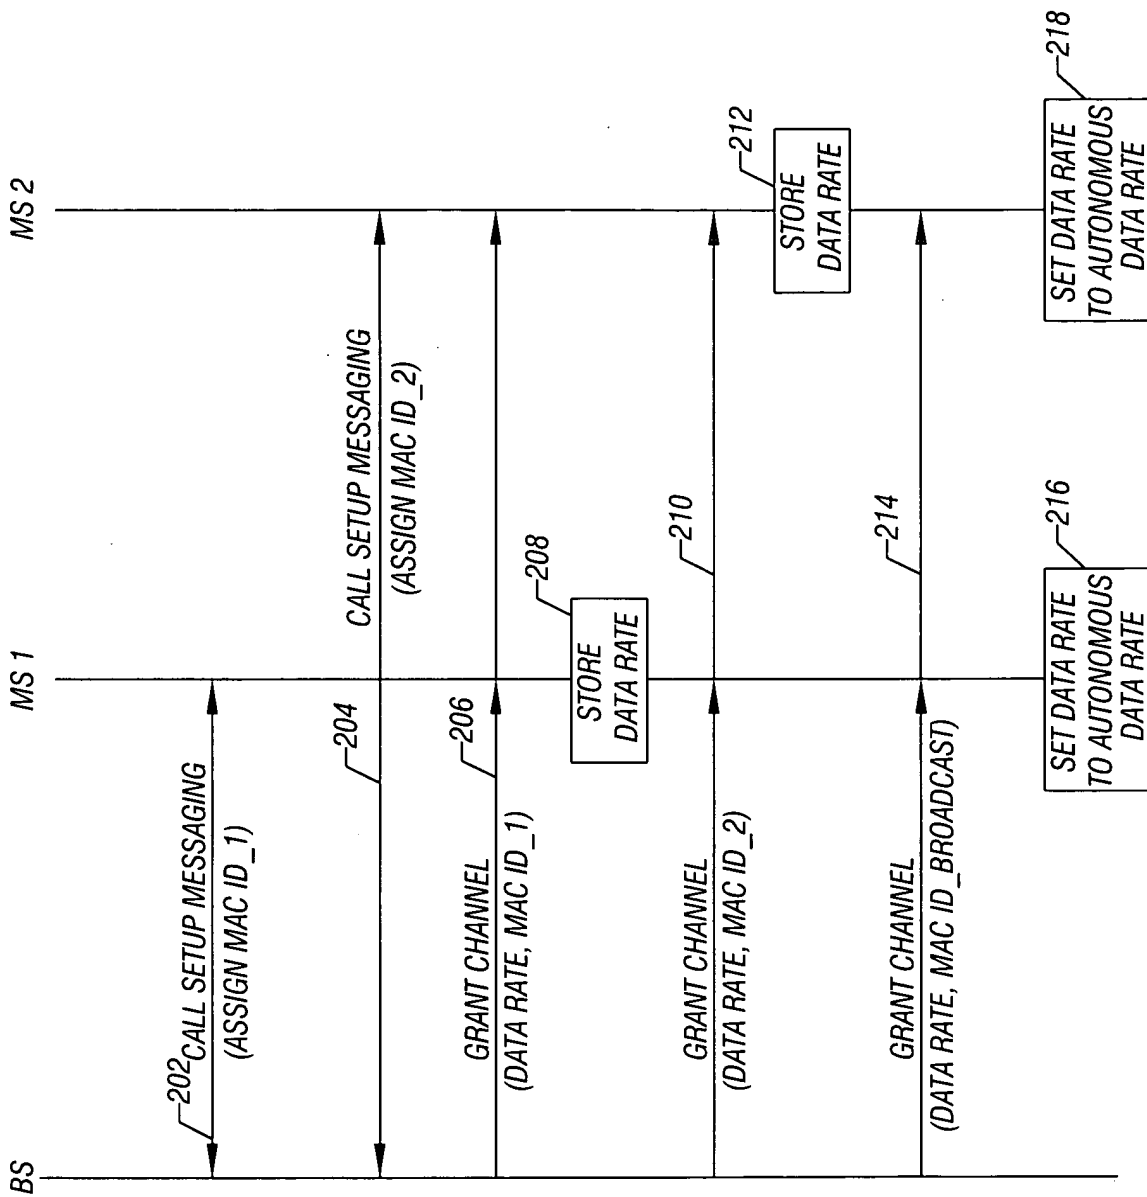 BS
MS 1
MS 2
202
CALL SETUP MESSAGING
(ASSIGN MAC ID_1)
204
CALL SETUP MESSAGING
(ASSIGN MAC ID_2)
GRANT CHANNEL
(DATA RATE, MAC ID_1)
206
STORE
DATA RATE
208
GRANT CHANNEL
(DATA RATE, MAC ID_2)
210
STORE
DATA RATE
212
GRANT CHANNEL
(DATA RATE, MAC ID_BROADCAST)
214
SET DATA RATE
TO AUTONOMOUS
DATA RATE
216
SET DATA RATE
TO AUTONOMOUS
DATA RATE
218